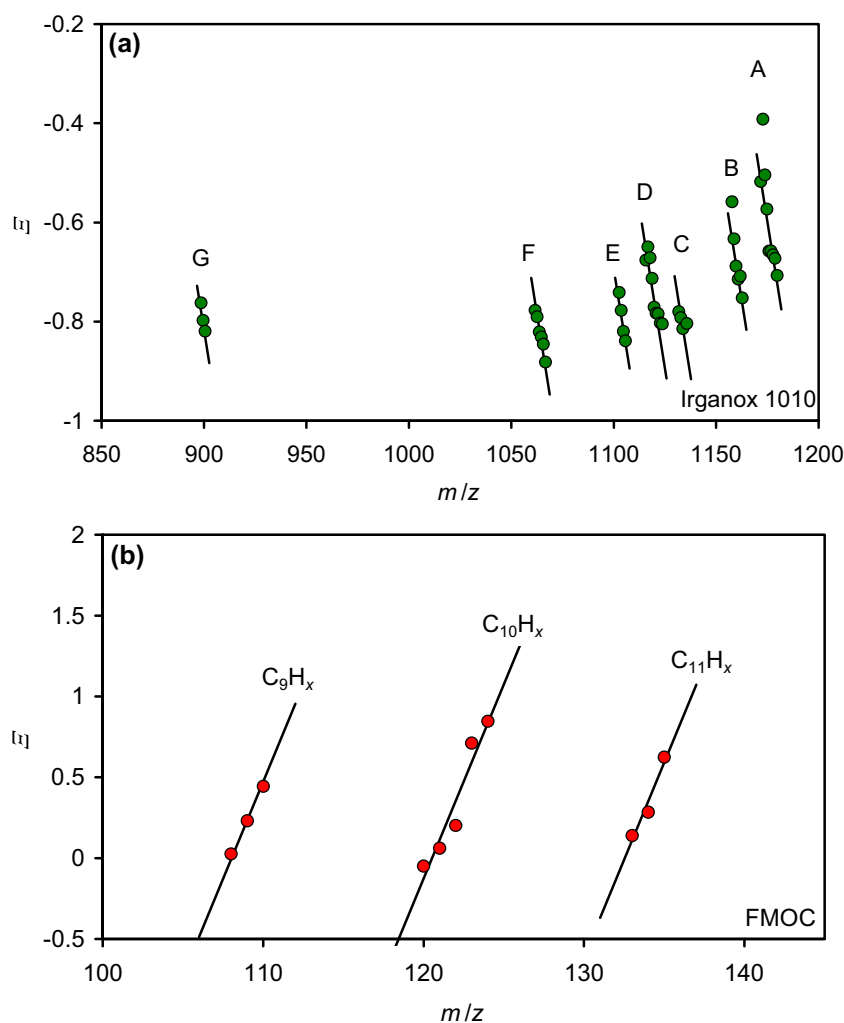 (a)
-0.2
-0.4
-0.6
-0.8
-1
Ξ
A
B
D
C
E
F
G
Irganox 1010
850 900 950 1000 1050 1100 1150 1200
m/z
(b)
2
1.5
1
0.5
0
-0.5
Ξ
C₁₀Hₓ
C₁₁Hₓ
C₉Hₓ
FMOC
100 110 120 130 140
m/z